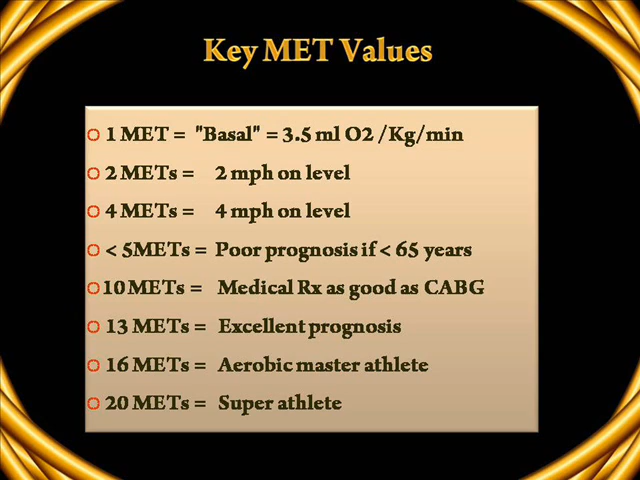 Key MET Values
1 MET = "Basal" = 3.5 ml O2 /Kg/min
2 METs = 2 mph on level
4 METs = 4 mph on level
< 5METs = Poor prognosis if < 65 years
10 METs = Medical Rx as good as CABG
13 METs = Excellent prognosis
16 METs = Aerobic master athlete
20 METs = Super athlete